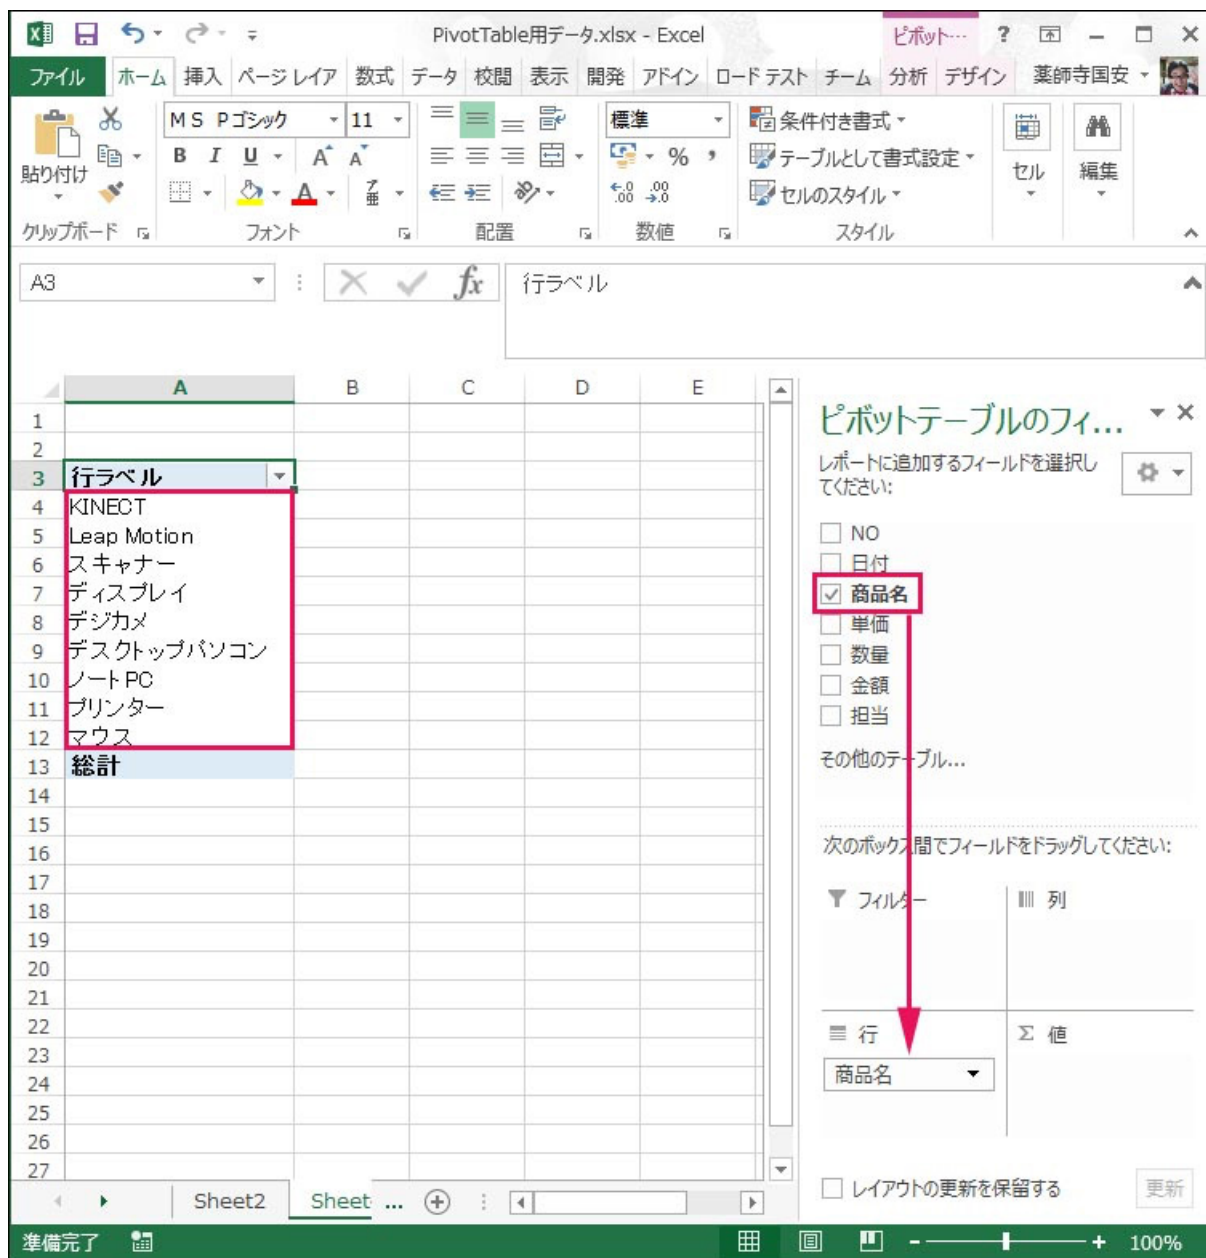 PivotTable用データ.xlsx - Excel
ピボット…
?
ファイル ホーム 挿入 ページ レイア 数式 データ 校閲 表示 開発 アドイン ロード テスト チーム 分析 デザイン 薬師寺国安
貼り付け
MS Pゴシック 11
B I U A A
A ア亜
標準
% ,
条件付き書式
テーブルとして書式設定
セルのスタイル
セル
編集
クリップボード フォント 配置 数値 スタイル
A3 fx 行ラベル
A B C D E
1
2
3 行ラベル
4 KINECT
5 Leap Motion
6 スキャナー
7 ディスプレイ
8 デジカメ
9 デスクトップパソコン
10 ノートPC
11 プリンター
12 マウス
13 総計
14
15
16
17
18
19
20
21
22
23
24
25
26
27
ピボットテーブルのフィ...
レポートに追加するフィールドを選択し
てください:
NO
日付
商品名
単価
数量
金額
担当
その他のテーブル...
次のボックス間でフィールドをドラッグしてください:
フィルター
列
行
Σ 値
商品名
レイアウトの更新を保留する 更新
Sheet2 Sheet ...
準備完了 - + 100%